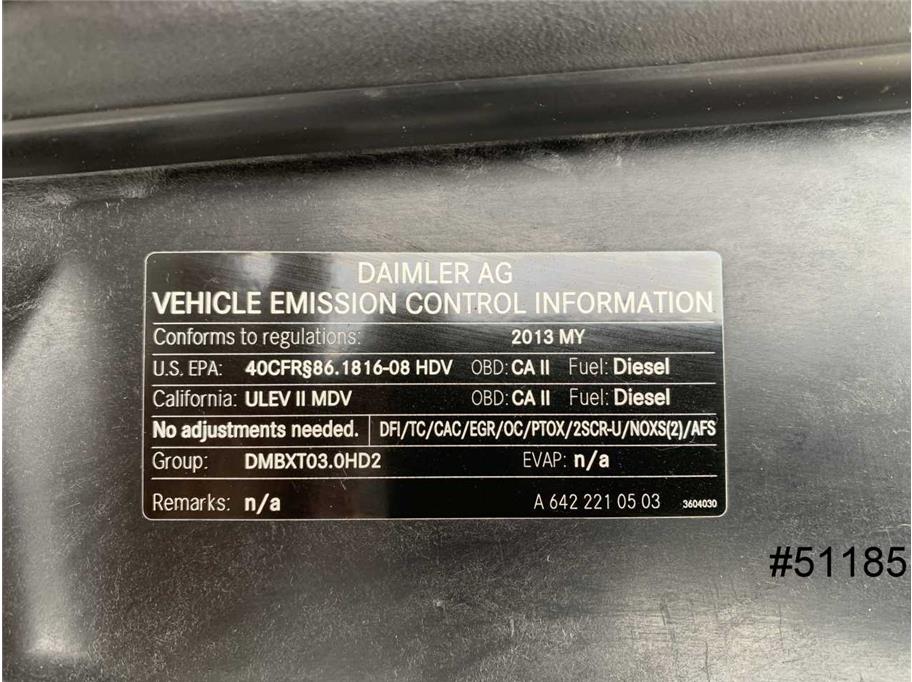 DAIMLER AG
VEHICLE EMISSION CONTROL INFORMATION
Conforms to regulations: 2013 MY
U.S. EPA: 40CFR§86.1816-08 HDV OBD: CA II Fuel: Diesel
California: ULEV II MDV OBD: CA II Fuel: Diesel
No adjustments needed. DFI/TC/CAC/EGR/OC/PTOX/2SCR-U/NOXS(2)/AFS
Group: DMBXT03.0HD2 EVAP: n/a
Remarks: n/a A 642 221 05 03 3604030
#51185